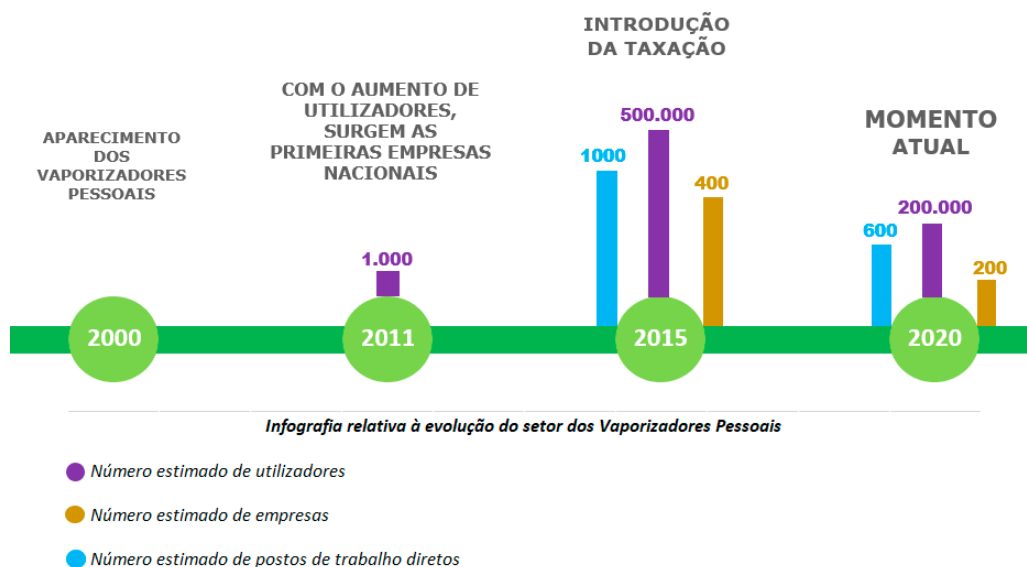 APARECIMENTO
DOS
VAPORIZADORES
PESSOAIS
COM O AUMENTO DE
UTILIZADORES,
SURGEM AS
PRIMEIRAS EMPRESAS
NACIONAIS
1.000
INTRODUÇÃO
DA TAXAÇÃO
1000
500.000
400
MOMENTO
ATUAL
600
200.000
200
2000
2011
2015
2020
Infografia relativa à evolução do setor dos Vaporizadores Pessoais
Número estimado de utilizadores
Número estimado de empresas
Número estimado de postos de trabalho diretos